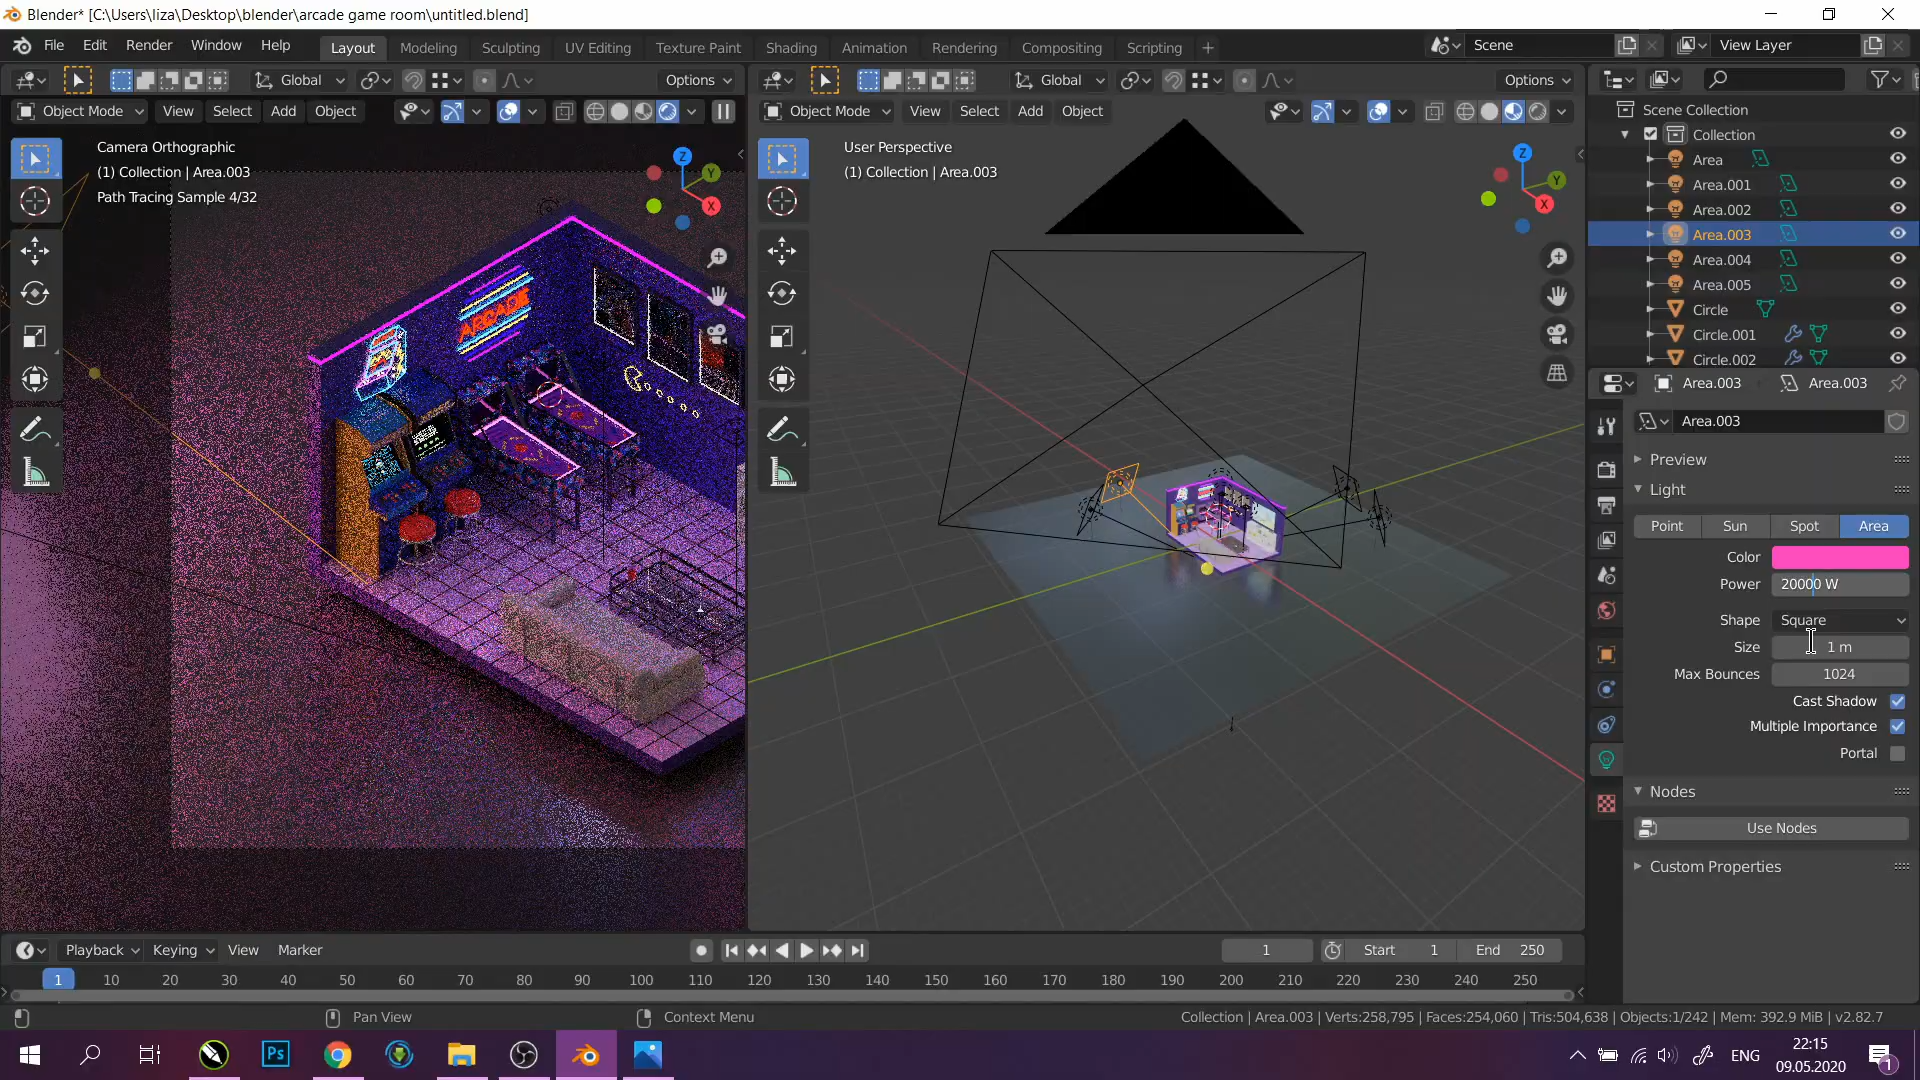 Blender* [C:\Users\liza\Desktop\blender\arcade game room\untitled.blend]
File Edit Render Window Help Layout Modeling Sculpting UV Editing Texture Paint Shading Animation Rendering Compositing Scripting + Scene View Layer
Global Options Global Options
Object Mode View Select Add Object Object Mode View Select Add Object
Scene Collection
Collection
Area
Area.001
Area.002
Area.003
Area.004
Area.005
Circle
Circle.001
Circle.002
Camera Orthographic
(1) Collection | Area.003
Path Tracing Sample 4/32
Z
Y
X
ARCADE
User Perspective
(1) Collection | Area.003
Z
Y
X
Area.003 Area.003
Area.003
Preview
Light
Point Sun Spot Area
Color
Power 20000 W
Shape Square
Size 1 m
Max Bounces 1024
Cast Shadow
Multiple Importance
Portal
Nodes
Use Nodes
Custom Properties
Playback Keying View Marker 1 Start 1 End 250
1 10 20 30 40 50 60 70 80 90 100 110 120 130 140 150 160 170 180 190 200 210 220 230 240 250
Pan View Context Menu Collection | Area.003 | Verts:258,795 | Faces:254,060 | Tris:504,638 | Objects:1/242 | Mem: 392.9 MiB | v2.82.7
Ps ENG 22:15
09.05.2020
1